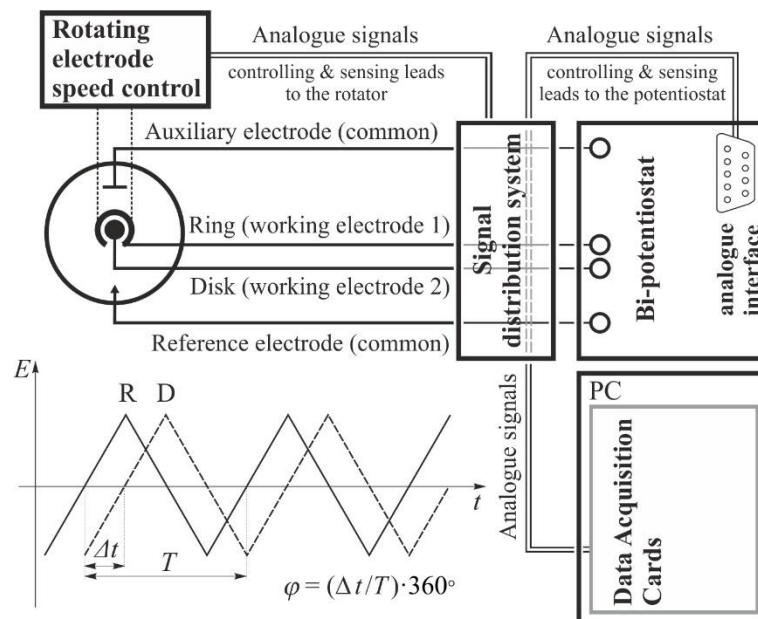 Rotating
electrode
speed control
Analogue signals
controlling & sensing leads
to the rotator
Analogue signals
controlling & sensing
leads to the potentiostat
Auxiliary electrode (common)
Ring (working electrode 1)
Disk (working electrode 2)
Reference electrode (common)
Signal
distribution system
Bi-potentiostat
analogue
interface
E
R D
t
Δt
T
φ = (Δt/T)·360°
Analogue signals
PC
Data Acquisition
Cards